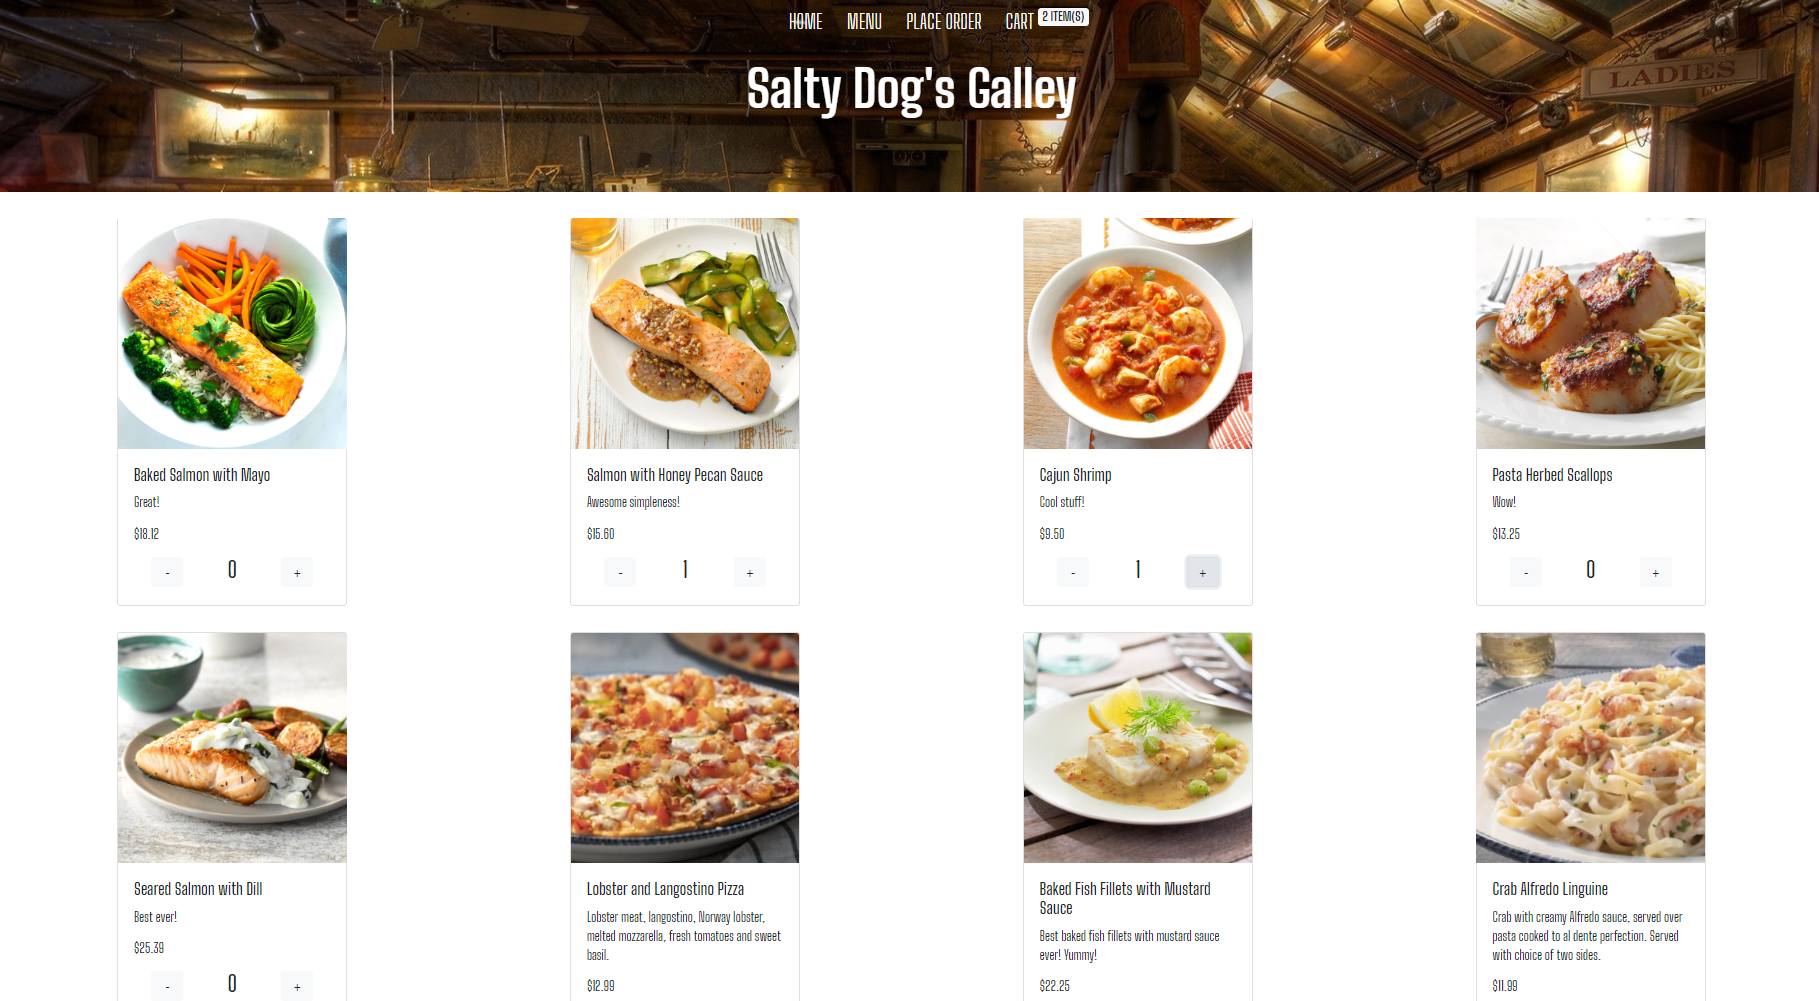 HOME MENU PLACE ORDER CART 2 ITEM(S)
Salty Dog's Galley
LADIES
Baked Salmon with Mayo
Great!
$18.12
- 0 +
Salmon with Honey Pecan Sauce
Awesome simpleness!
$15.60
- 1 +
Cajun Shrimp
Cool stuff!
$9.50
- 1 +
Pasta Herbed Scallops
Wow!
$13.25
- 0 +
Seared Salmon with Dill
Best ever!
$25.39
- 0 +
Lobster and Langostino Pizza
Lobster meat, langostino, Norway lobster,
melted mozzarella, fresh tomatoes and sweet
basil.
$12.99
Baked Fish Fillets with Mustard
Sauce
Best baked fish fillets with mustard sauce
ever! Yummy!
$22.25
Crab Alfredo Linguine
Crab with creamy Alfredo sauce, served over
pasta cooked to al dente perfection. Served
with choice of two sides.
$11.99